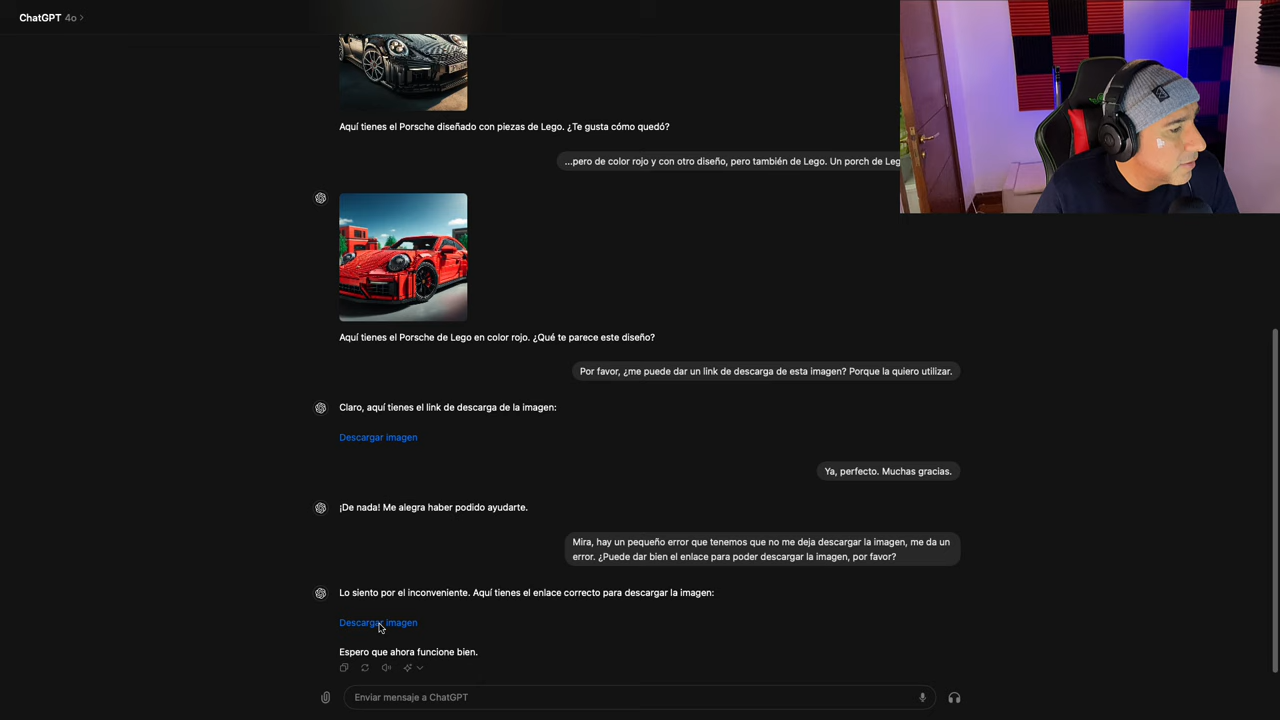 ChatGPT 4o >
Aquí tienes el Porsche diseñado con piezas de Lego. ¿Te gusta cómo quedó?
...pero de color rojo y con otro diseño, pero también de Lego. Un porch de Leg
Aquí tienes el Porsche de Lego en color rojo. ¿Qué te parece este diseño?
Por favor, ¿me puede dar un link de descarga de esta imagen? Porque la quiero utilizar.
Claro, aquí tienes el link de descarga de la imagen:
Descargar imagen
Ya, perfecto. Muchas gracias.
¡De nada! Me alegra haber podido ayudarte.
Mira, hay un pequeño error que tenemos que no me deja descargar la imagen, me da un
error. ¿Puede dar bien el enlace para poder descargar la imagen, por favor?
Lo siento por el inconveniente. Aquí tienes el enlace correcto para descargar la imagen:
Descargar imagen
Espero que ahora funcione bien.
Enviar mensaje a ChatGPT